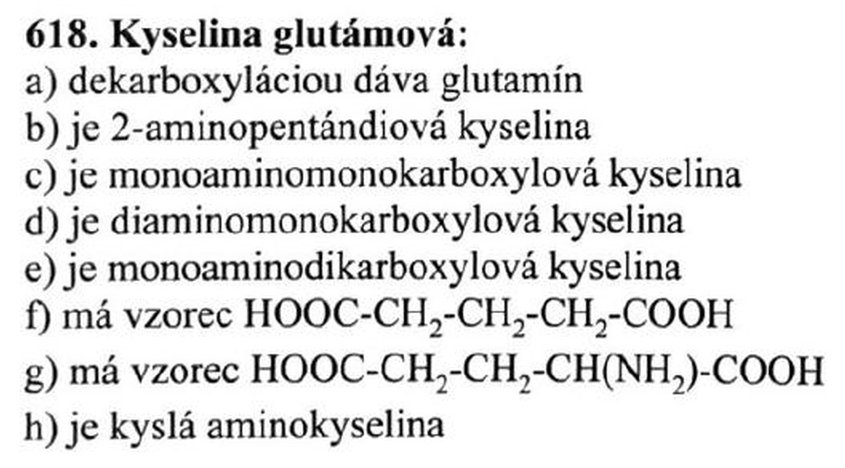 618. Kyselina glutámová:
a) dekarboxyláciou dáva glutamín
b) je 2-aminopentándiová kyselina
c) je monoaminomonokarboxylová kyselina
d) je diaminomonokarboxylová kyselina
e) je monoaminodikarboxylová kyselina
f) má vzorec HOOC-CH₂-CH₂-CH₂-COOH
g) má vzorec HOOC-CH₂-CH₂-CH(NH₂)-COOH
h) je kyslá aminokyselina